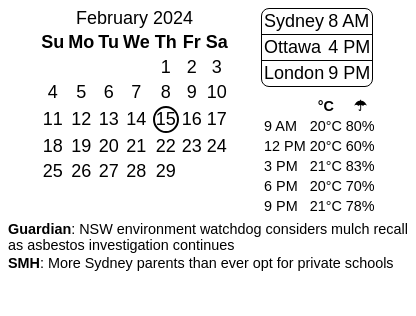 February 2024
Su Mo Tu We Th Fr Sa
1 2 3
4 5 6 7 8 9 10
11 12 13 14 15 16 17
18 19 20 21 22 23 24
25 26 27 28 29
Sydney 8 AM
Ottawa 4 PM
London 9 PM
°C ☂
9 AM 20°C 80%
12 PM 20°C 60%
3 PM 21°C 83%
6 PM 20°C 70%
9 PM 21°C 78%
Guardian: NSW environment watchdog considers mulch recall
as asbestos investigation continues
SMH: More Sydney parents than ever opt for private schools